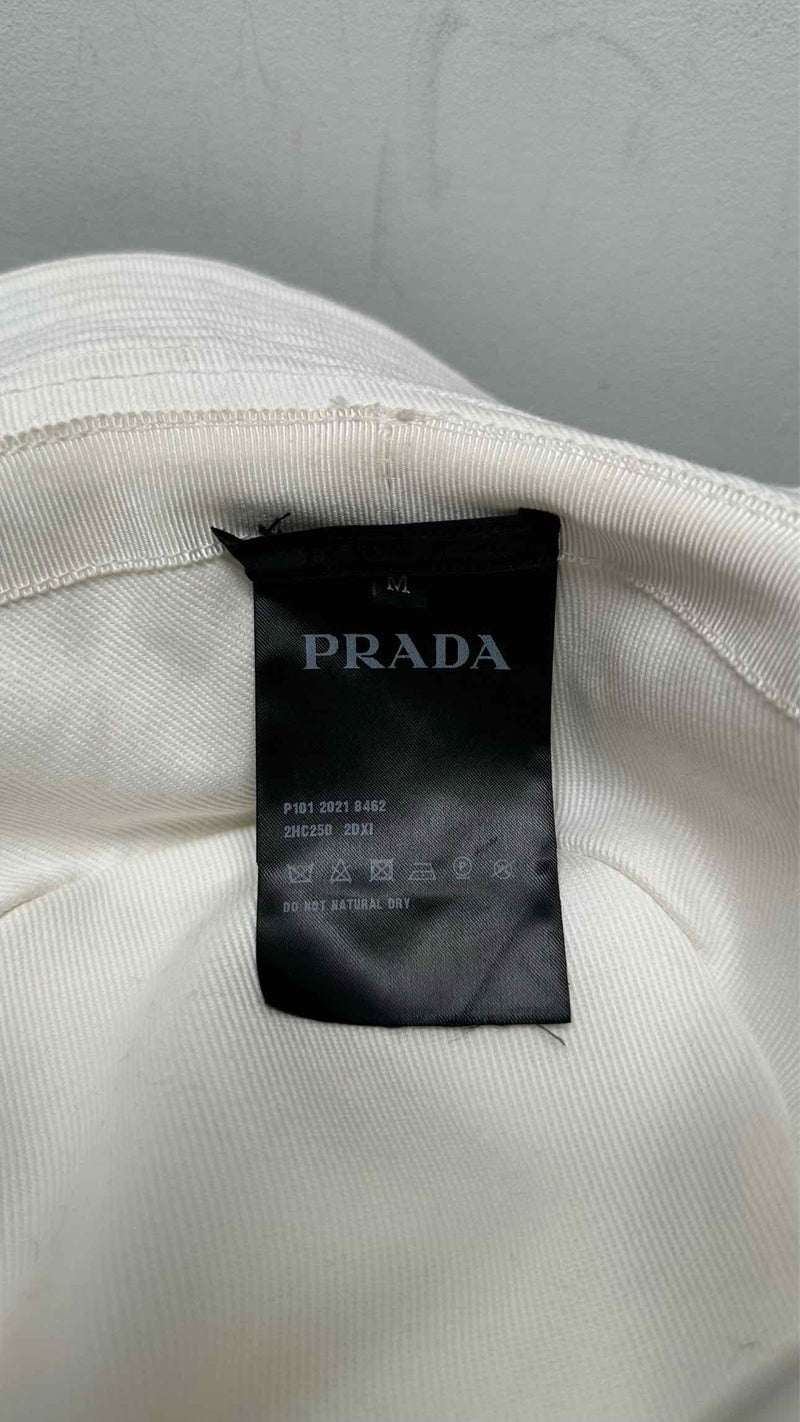 M
PRADA
P101 2021 8462
2HC250 2DXI
DO NOT NATURAL DRY